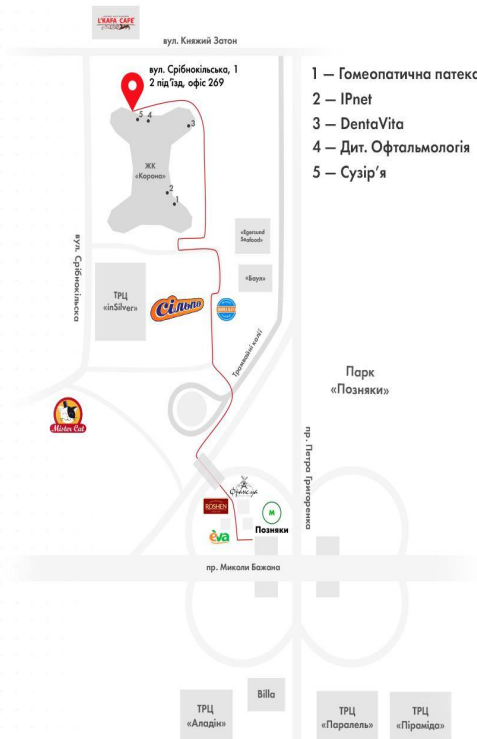 L'KAFA CAFE
вул. Княжий Затон
вул. Срібнокільська, 1
2 під'їзд, офіс 269
1 — Гомеопатична патека
2 — IPnet
3 — DentaVita
4 — Дит. Офтальмологія
5 — Сузір'я
5
4
3
ЖК
«Корона»
2
1
«Egersund
Seafood»
вул. Срібнокільська
ТРЦ
«inSilver»
Сільпо
«Баул»
Трамвайні колії
Парк
«Позняки»
Mister Cat
пр. Петра Григоренка
Франсуа
ROSHEN
М
Позняки
eva
пр. Миколи Бажана
Billa
ТРЦ
«Аладін»
ТРЦ
«Паралель»
ТРЦ
«Піраміда»